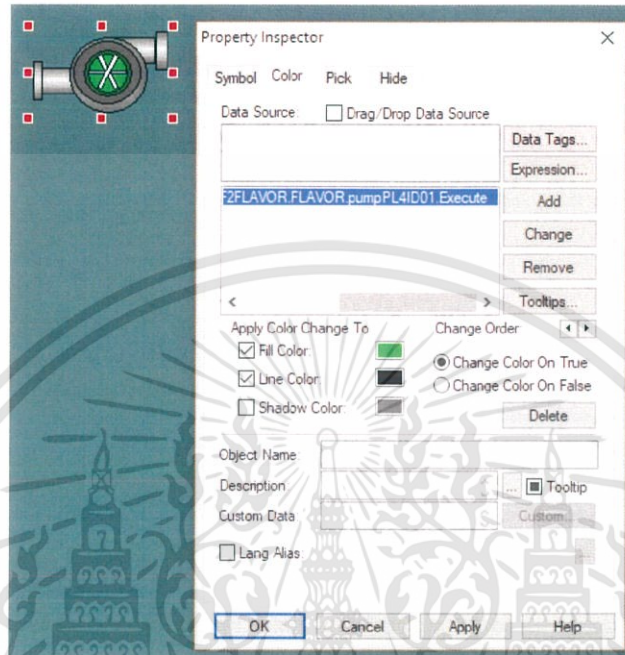 Property Inspector
Symbol Color Pick Hide
Data Source: Drag/Drop Data Source
Data Tags...
Expression...
F2FLAVOR.FLAVOR.pumpPL4ID01.Execute
Add
Change
Remove
Tooltips...
Apply Color Change To Change Order
Fill Color:
Line Color:
Shadow Color:
Change Color On True
Change Color On False
Delete
Object Name
Description ... Tooltip
Custom Data Custom...
Lang Alias
OK Cancel Apply Help